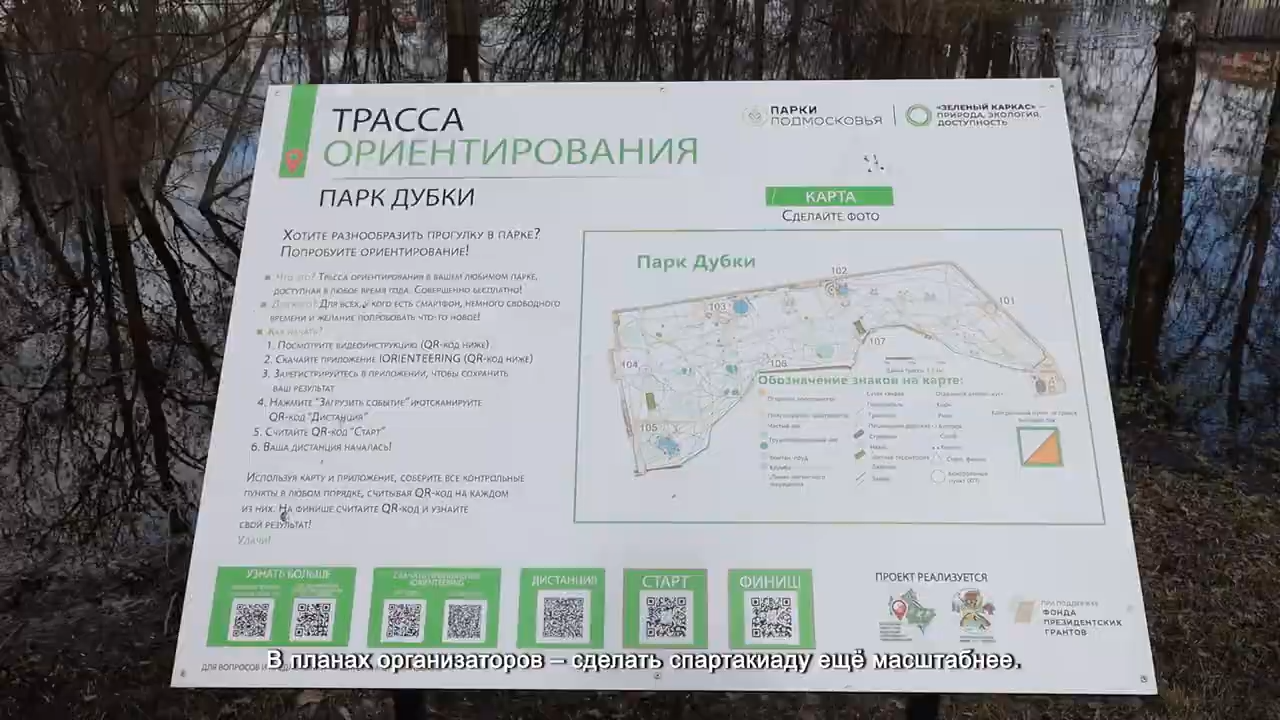 ТРАССА
ОРИЕНТИРОВАНИЯ
ПАРК ДУБКИ
ПАРКИ
ПОДМОСКОВЬЯ
«ЗЕЛЕНЫЙ КАРКАС» –
ПРИРОДА, ЭКОЛОГИЯ,
ДОСТУПНОСТЬ
КАРТА
СДЕЛАЙТЕ ФОТО
ХОТИТЕ РАЗНООБРАЗИТЬ ПРОГУЛКУ В ПАРКЕ?
ПОПРОБУЙТЕ ОРИЕНТИРОВАНИЕ!
ЧТО ЭТО? ТРАССА ОРИЕНТИРОВАНИЯ В ВАШЕМ ЛЮБИМОМ ПАРКЕ,
ДОСТУПНАЯ В ЛЮБОЕ ВРЕМЯ ГОДА. СОВЕРШЕННО БЕСПЛАТНО!
ДЛЯ ВСЕХ, У КОГО ЕСТЬ СМАРТФОН, НЕМНОГО СВОБОДНОГО
ВРЕМЕНИ И ЖЕЛАНИЕ ПОПРОБОВАТЬ ЧТО-ТО НОВОЕ!
КАК НАЧАТЬ?
1. ПОСМОТРИТЕ ВИДЕОИНСТРУКЦИЮ (QR-КОД НИЖЕ)
2. СКАЧАЙТЕ ПРИЛОЖЕНИЕ IORIENTEERING (QR-КОД НИЖЕ)
3. ЗАРЕГИСТРИРУЙТЕСЬ В ПРИЛОЖЕНИИ, ЧТОБЫ СОХРАНИТЬ
ВАШ РЕЗУЛЬТАТ
4. НАЖМИТЕ "ЗАГРУЗИТЬ СОБЫТИЕ" И ОТСКАНИРУЙТЕ
QR-КОД "ДИСТАНЦИЯ"
5. СЧИТАЙТЕ QR-КОД "СТАРТ"
6. ВАША ДИСТАНЦИЯ НАЧАЛАСЬ!
ИСПОЛЬЗУЯ КАРТУ И ПРИЛОЖЕНИЕ, СОБЕРИТЕ ВСЕ КОНТРОЛЬНЫЕ
ПУНКТЫ В ЛЮБОМ ПОРЯДКЕ, СЧИТЫВАЯ QR-КОД НА КАЖДОМ
ИЗ НИХ. НА ФИНИШЕ СЧИТАЙТЕ QR-КОД И УЗНАЙТЕ
СВОЙ РЕЗУЛЬТАТ!
УДАЧИ!
Парк Дубки
102
103
101
107
104
106
105
Обозначение знаков на карте:
УЗНАТЬ БОЛЬШЕ
СКАЧАТЬ ПРИЛОЖЕНИЕ
IORIENTEERING
ДИСТАНЦИЯ
СТАРТ
ФИНИШ
ПРОЕКТ РЕАЛИЗУЕТСЯ
ПРИ ПОДДЕРЖКЕ
ФОНДА
ПРЕЗИДЕНТСКИХ
ГРАНТОВ
ДЛЯ ВОПРОСОВ И
В планах организаторов – сделать спартакиаду ещё масштабнее.